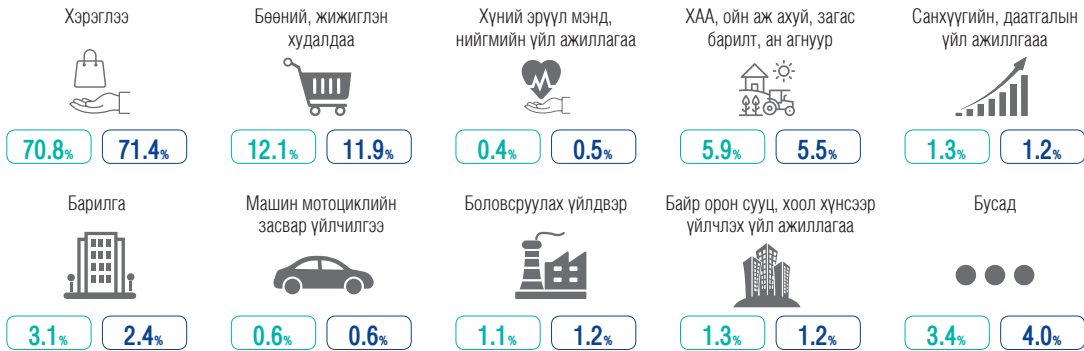 Хэрэглээ
70.8% 71.4%
Бөөний, жижиглэн
худалдаа
12.1% 11.9%
Хүний эрүүл мэнд,
нийгмийн үйл ажиллагаа
0.4% 0.5%
ХАА, ойн аж ахуй, загас
барилт, ан агнуур
5.9% 5.5%
Санхүүгийн, даатгалын
үйл ажиллгааа
1.3% 1.2%
Барилга
3.1% 2.4%
Машин мотоциклийн
засвар үйлчилгээ
0.6% 0.6%
Боловсруулах үйлдвэр
1.1% 1.2%
Байр орон сууц, хоол хүнсээр
үйлчлэх үйл ажиллагаа
1.3% 1.2%
Бусад
3.4% 4.0%